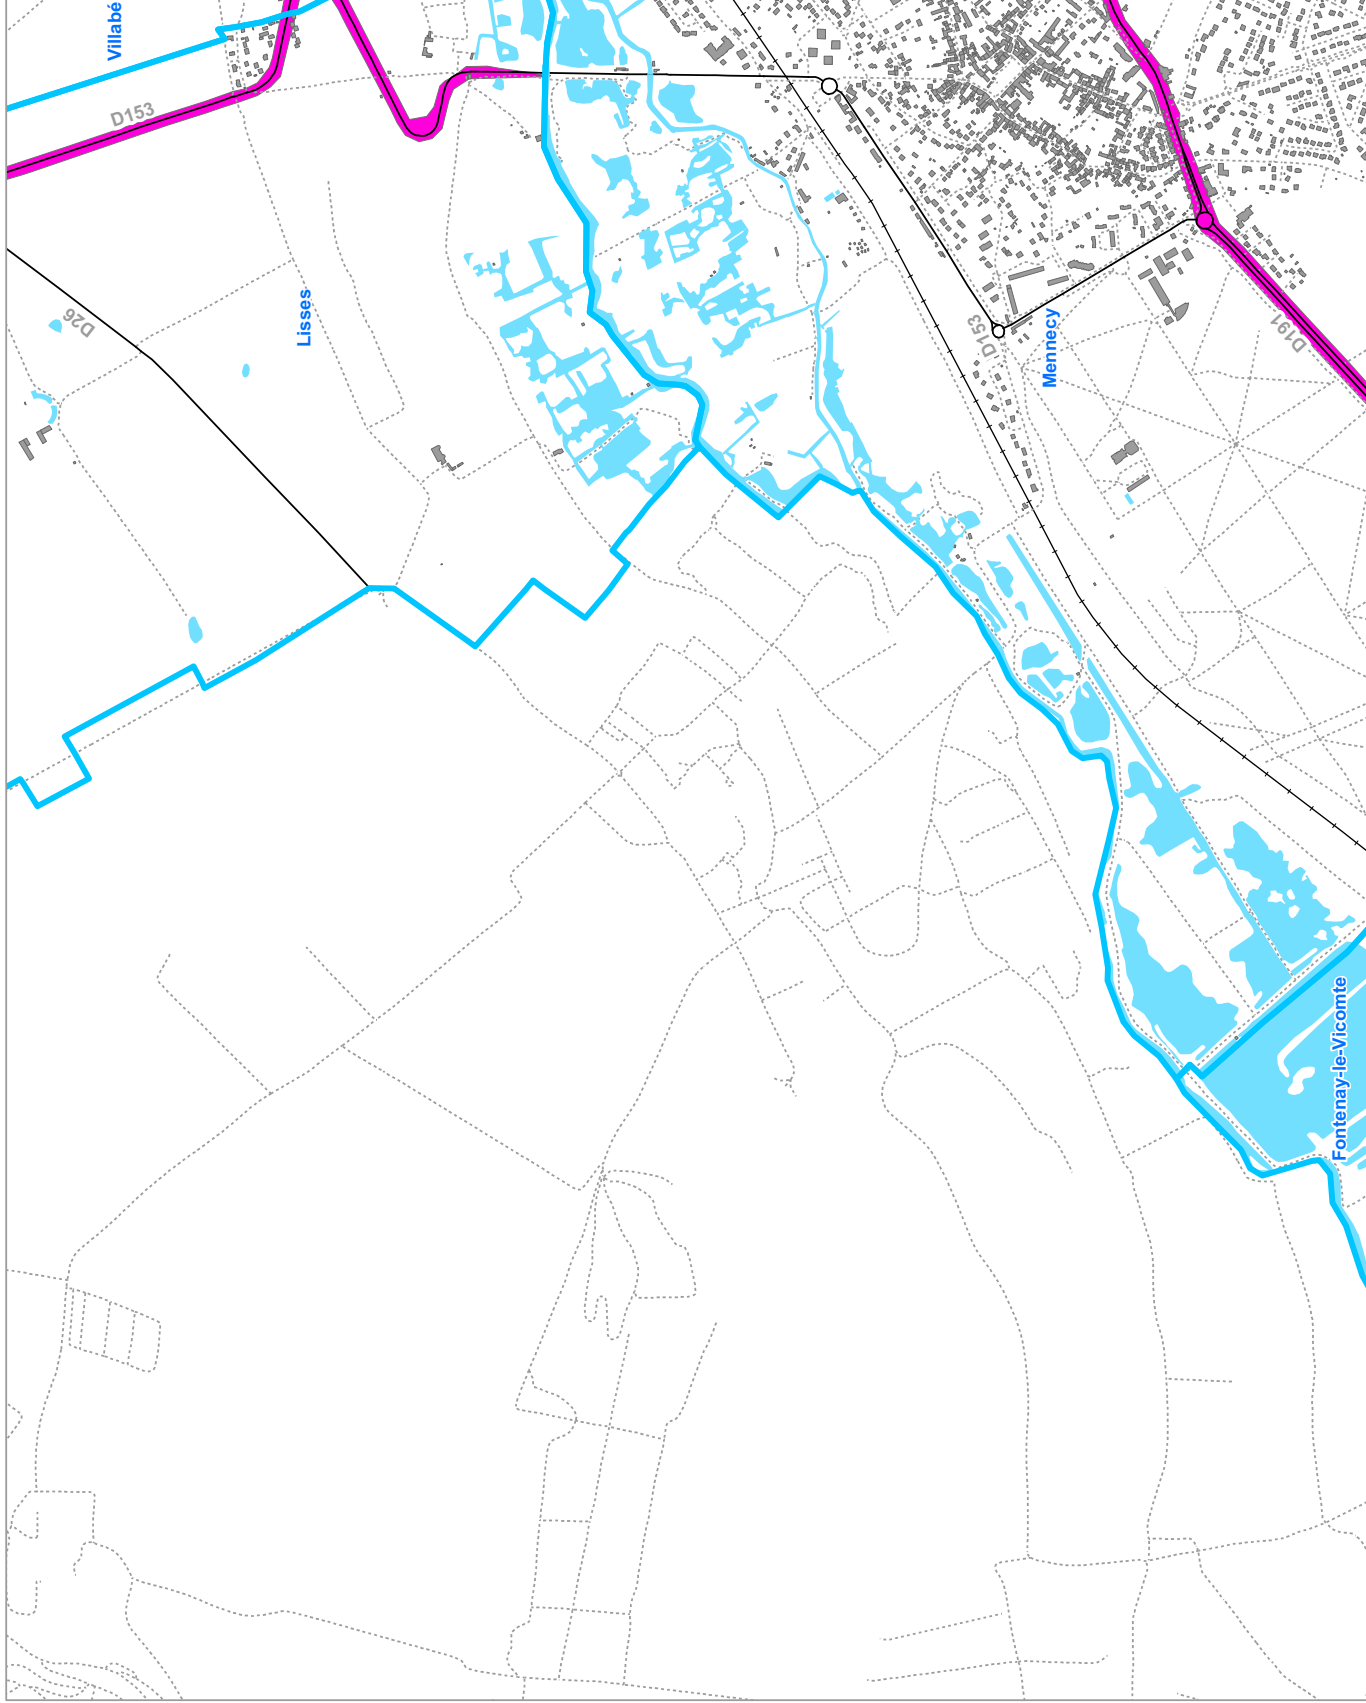 Villabé
D153
D26
Lisses
D153
Mennecy
D191
Fontenay-le-Vicomte